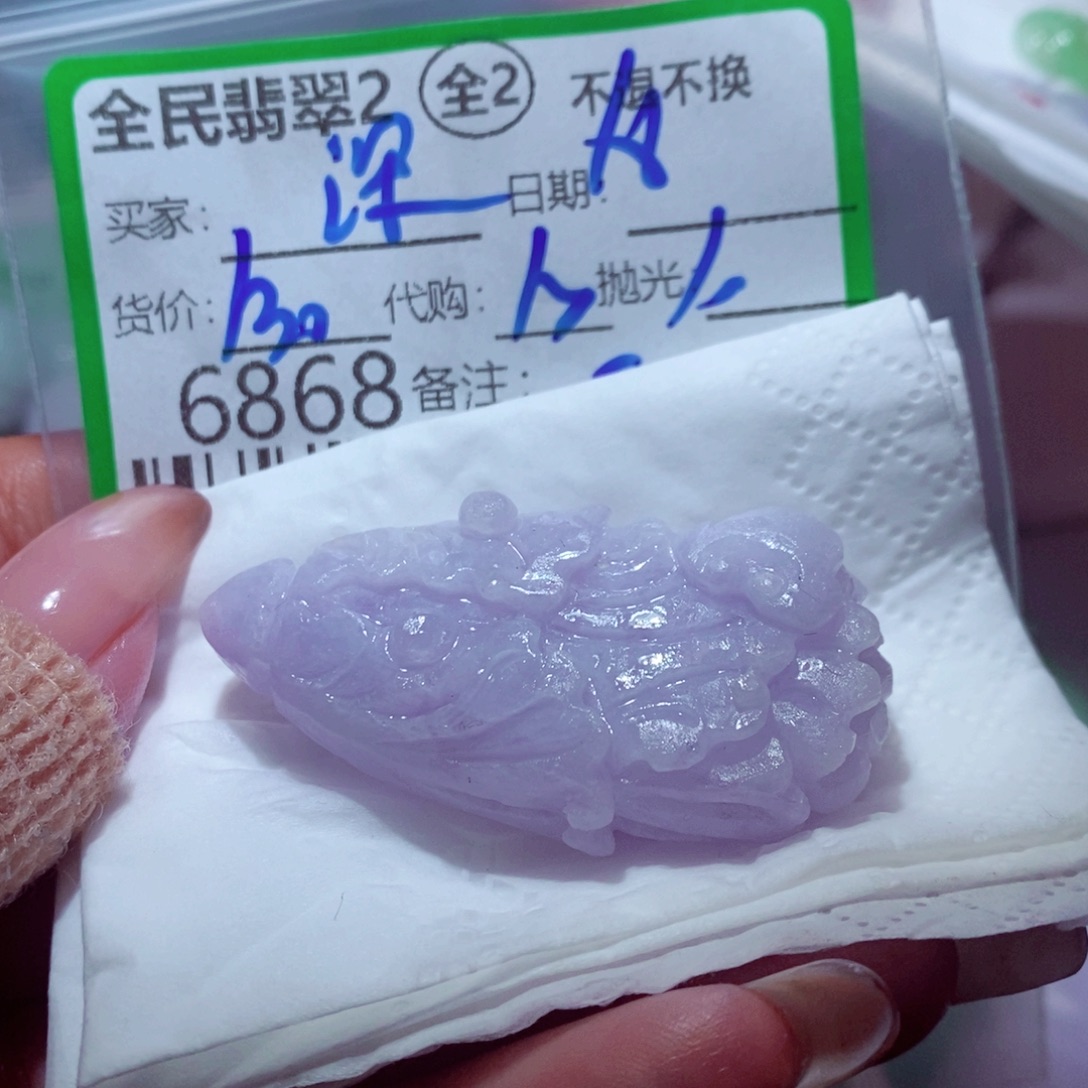 全民翡翠2 全2 不退不换
买家: 深 日期:
货价: 代购: 抛光
6868 备注: